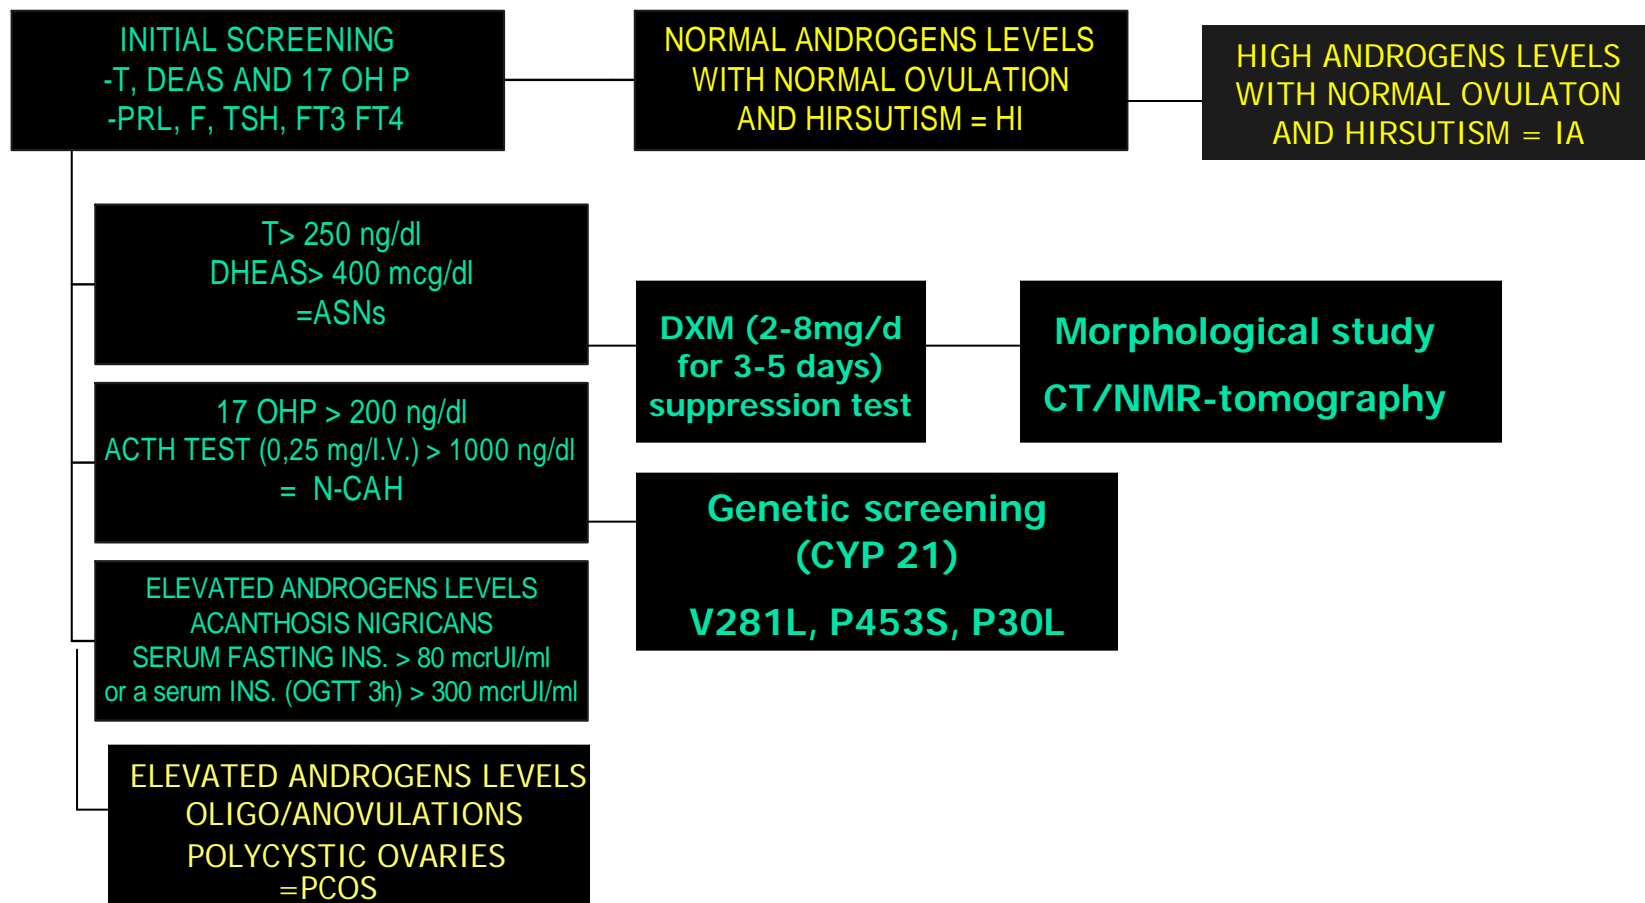 INITIAL SCREENING
-T, DEAS AND 17 OH P
-PRL, F, TSH, FT3 FT4
NORMAL ANDROGENS LEVELS
WITH NORMAL OVULATION
AND HIRSUTISM = HI
HIGH ANDROGENS LEVELS
WITH NORMAL OVULATON
AND HIRSUTISM = IA
T> 250 ng/dl
DHEAS> 400 mcg/dl
=ASNs
DXM (2-8mg/d
for 3-5 days)
suppression test
Morphological study
CT/NMR-tomography
17 OHP > 200 ng/dl
ACTH TEST (0,25 mg/I.V.) > 1000 ng/dl
= N-CAH
Genetic screening
(CYP 21)
V281L, P453S, P30L
ELEVATED ANDROGENS LEVELS
ACANTHOSIS NIGRICANS
SERUM FASTING INS. > 80 mcrUI/ml
or a serum INS. (OGTT 3h) > 300 mcrUI/ml
ELEVATED ANDROGENS LEVELS
OLIGO/ANOVULATIONS
POLYCYSTIC OVARIES
=PCOS